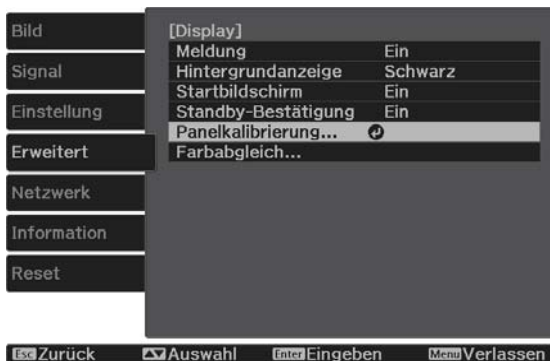 Bild
Signal
Einstellung
Erweitert
Netzwerk
Information
Reset
[Display]
Meldung Ein
Hintergrundanzeige Schwarz
Startbildschirm Ein
Standby-Bestätigung Ein
Panelkalibrierung...
Farbabgleich...
Esc Zurück Auswahl Enter Eingeben Menu Verlassen